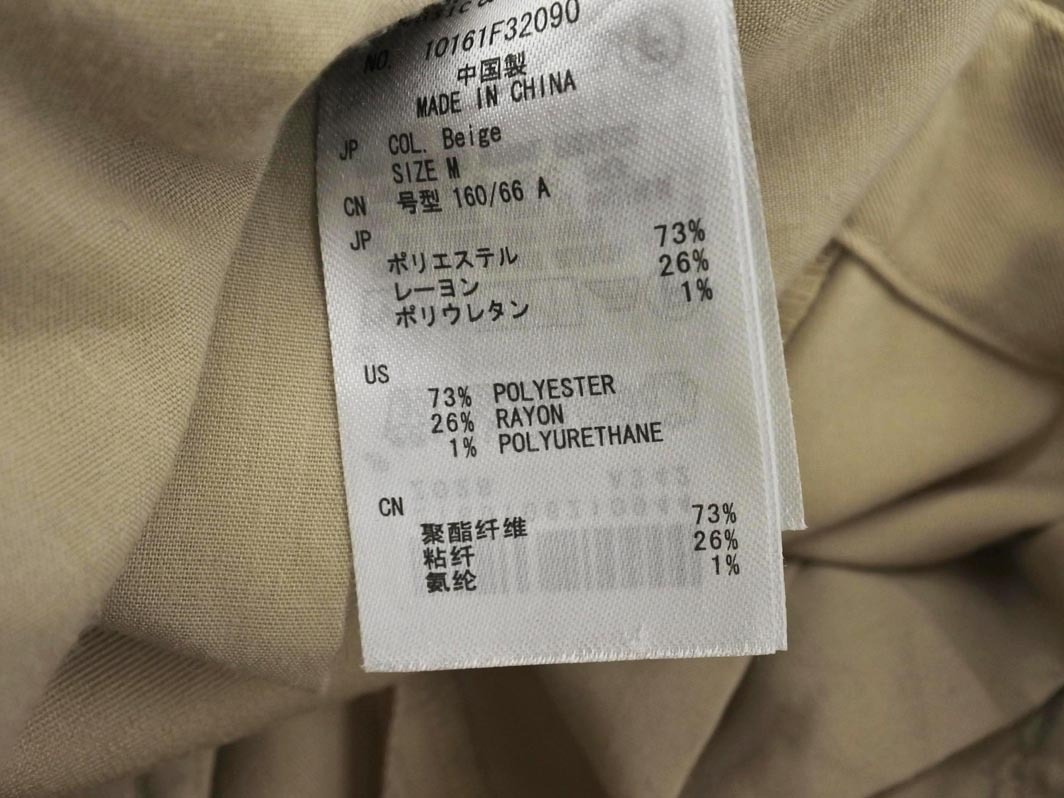 NO. 10161F32090
中国製
MADE IN CHINA
JP COL. Beige
SIZE M
CN 号型 160/66 A
JP
ポリエステル 73%
レーヨン 26%
ポリウレタン 1%
US
73% POLYESTER
26% RAYON
1% POLYURETHANE
CN
聚酯纤维 73%
粘纤 26%
氨纶 1%